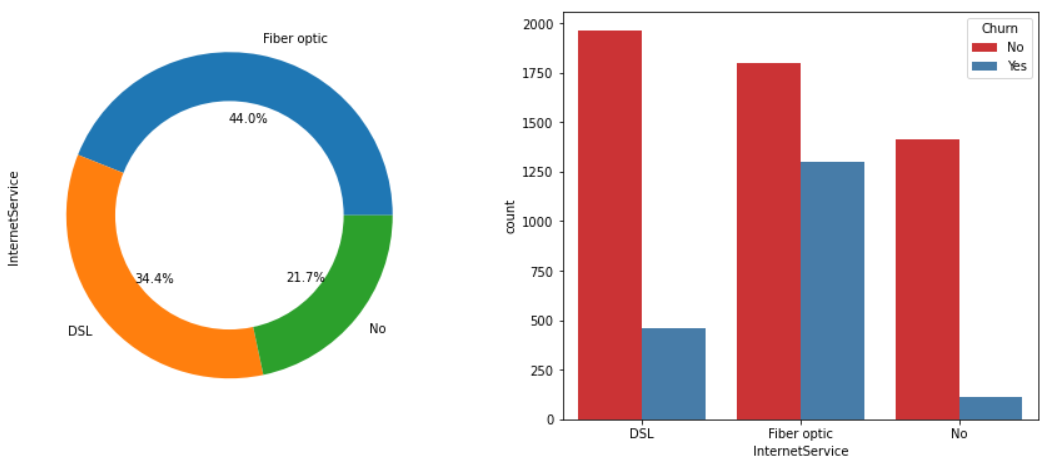 Fiber optic
44.0%
InternetService
34.4%
21.7%
DSL
No
2000
1750
1500
1250
1000
750
500
250
0
count
Churn
No
Yes
DSL
Fiber optic
No
InternetService